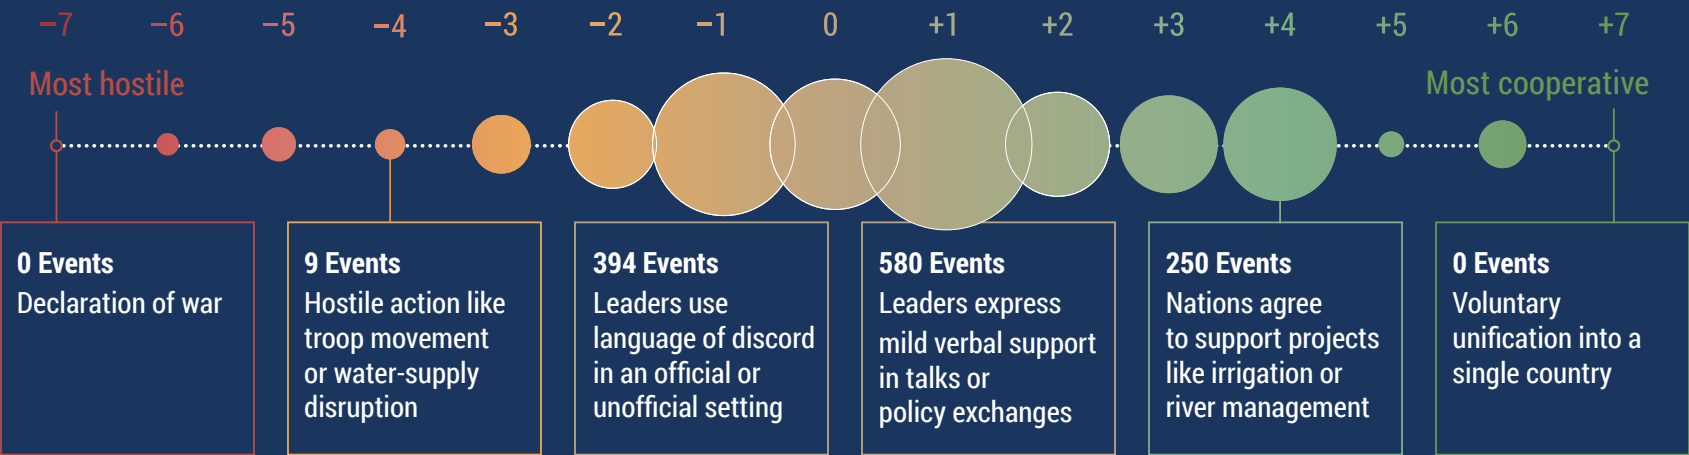 −7 −6 −5 −4 −3 −2 −1 0 +1 +2 +3 +4 +5 +6 +7
Most hostile
Most cooperative
0 Events
Declaration of war
9 Events
Hostile action like
troop movement
or water-supply
disruption
394 Events
Leaders use
language of discord
in an official or
unofficial setting
580 Events
Leaders express
mild verbal support
in talks or
policy exchanges
250 Events
Nations agree
to support projects
like irrigation or
river management
0 Events
Voluntary
unification into a
single country